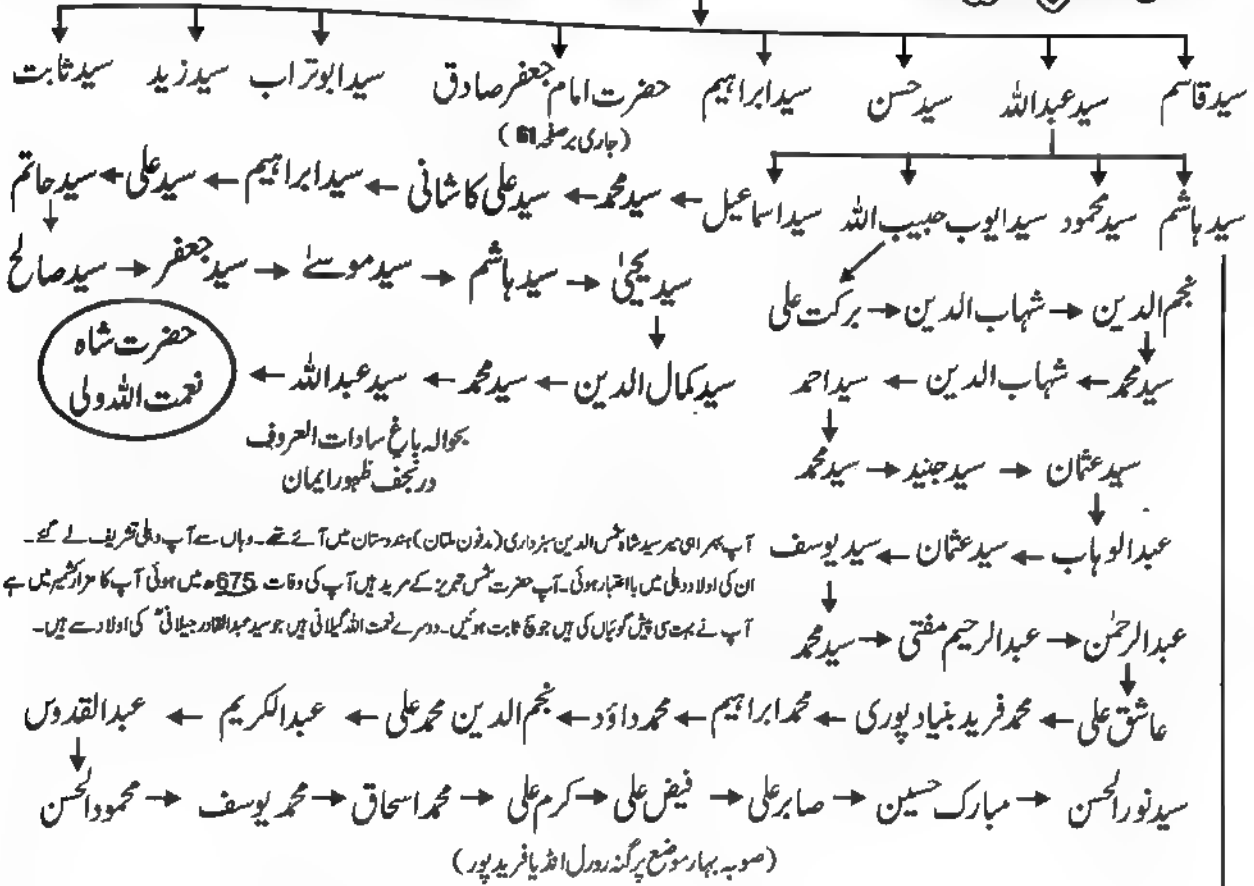 سید قاسم سید عبداللہ سید حسن سید ابراہیم حضرت امام جعفر صادق سید ابوتراب سید زید سید ثابت
(جاری بر صفحہ 61)
سید ہاشم سید محمود سید ایوب حبیب اللہ سید اسماعیل ← سید محمد ← سید علی کاشانی ← سید ابراہیم ← سید علی ← سید حاتم
سید یحییٰ → سید ہاشم → سید موسےٰ → سید جعفر → سید صالح
نجم الدین → شہاب الدین → برکت علی
سید کمال الدین ← سید محمد ← سید عبداللہ ←
حضرت شاہ
نعمت اللہ ولی
سید محمد ← شہاب الدین ← سید احمد
بحوالہ باغ سادات العروف
در نجف ظہور ایمان
سید عثمان → سید جنید → سید محمد
عبدالوہاب ← سید عثمان ← سید یوسف
آپ ہمراہی میر سید شاہ شمس الدین سبزداری (مدفون ملتان) ہندوستان میں آئے تھے۔ وہاں سے آپ دہلی تشریف لے گئے۔
ان کی اولاد دہلی میں بااعتبار ہوئی۔ آپ حضرت شمس تبریز کے مرید ہیں آپ کی وفات 675ھ میں ہوئی آپ کا مزار کشمیر میں ہے
آپ نے بہت سی پیش گوئیاں کی ہیں جو سچ ثابت ہوئیں۔ دوسرے نعمت اللہ گیلانی ہیں جو سید عبدالقادر جیلانیؒ کی اولاد سے ہیں۔
عبدالرحمٰن → عبدالرحیم مفتی → سید محمد
عاشق علی ← محمد فرید بنیاد پوری ← محمد ابراہیم ← محمد داؤد ← نجم الدین محمد علی ← عبدالکریم ← عبدالقدوس
سید نورالحسن → مبارک حسین → صابر علی → فیض علی → کرم علی → محمد اسحاق → محمد یوسف → محمود الحسن
(صوبہ بہار موضع پرگنہ رورل انڈیا فرید پور)